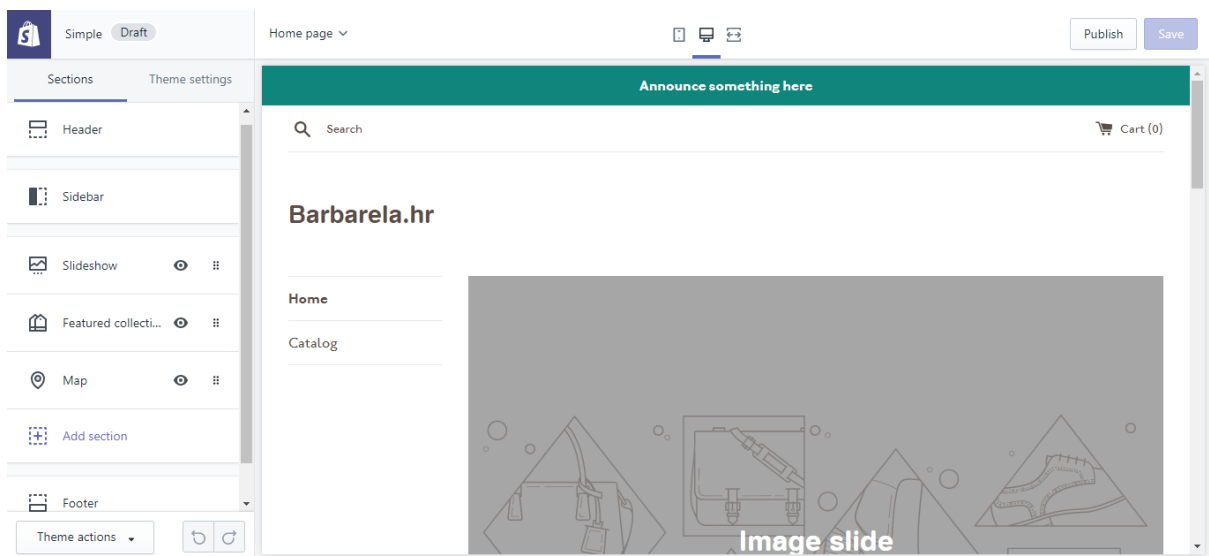 Simple Draft
Home page
Publish
Save
Sections
Theme settings
Header
Sidebar
Slideshow
Featured collecti...
Map
Add section
Footer
Theme actions
Announce something here
Search
Cart (0)
Barbarela.hr
Home
Catalog
Image slide